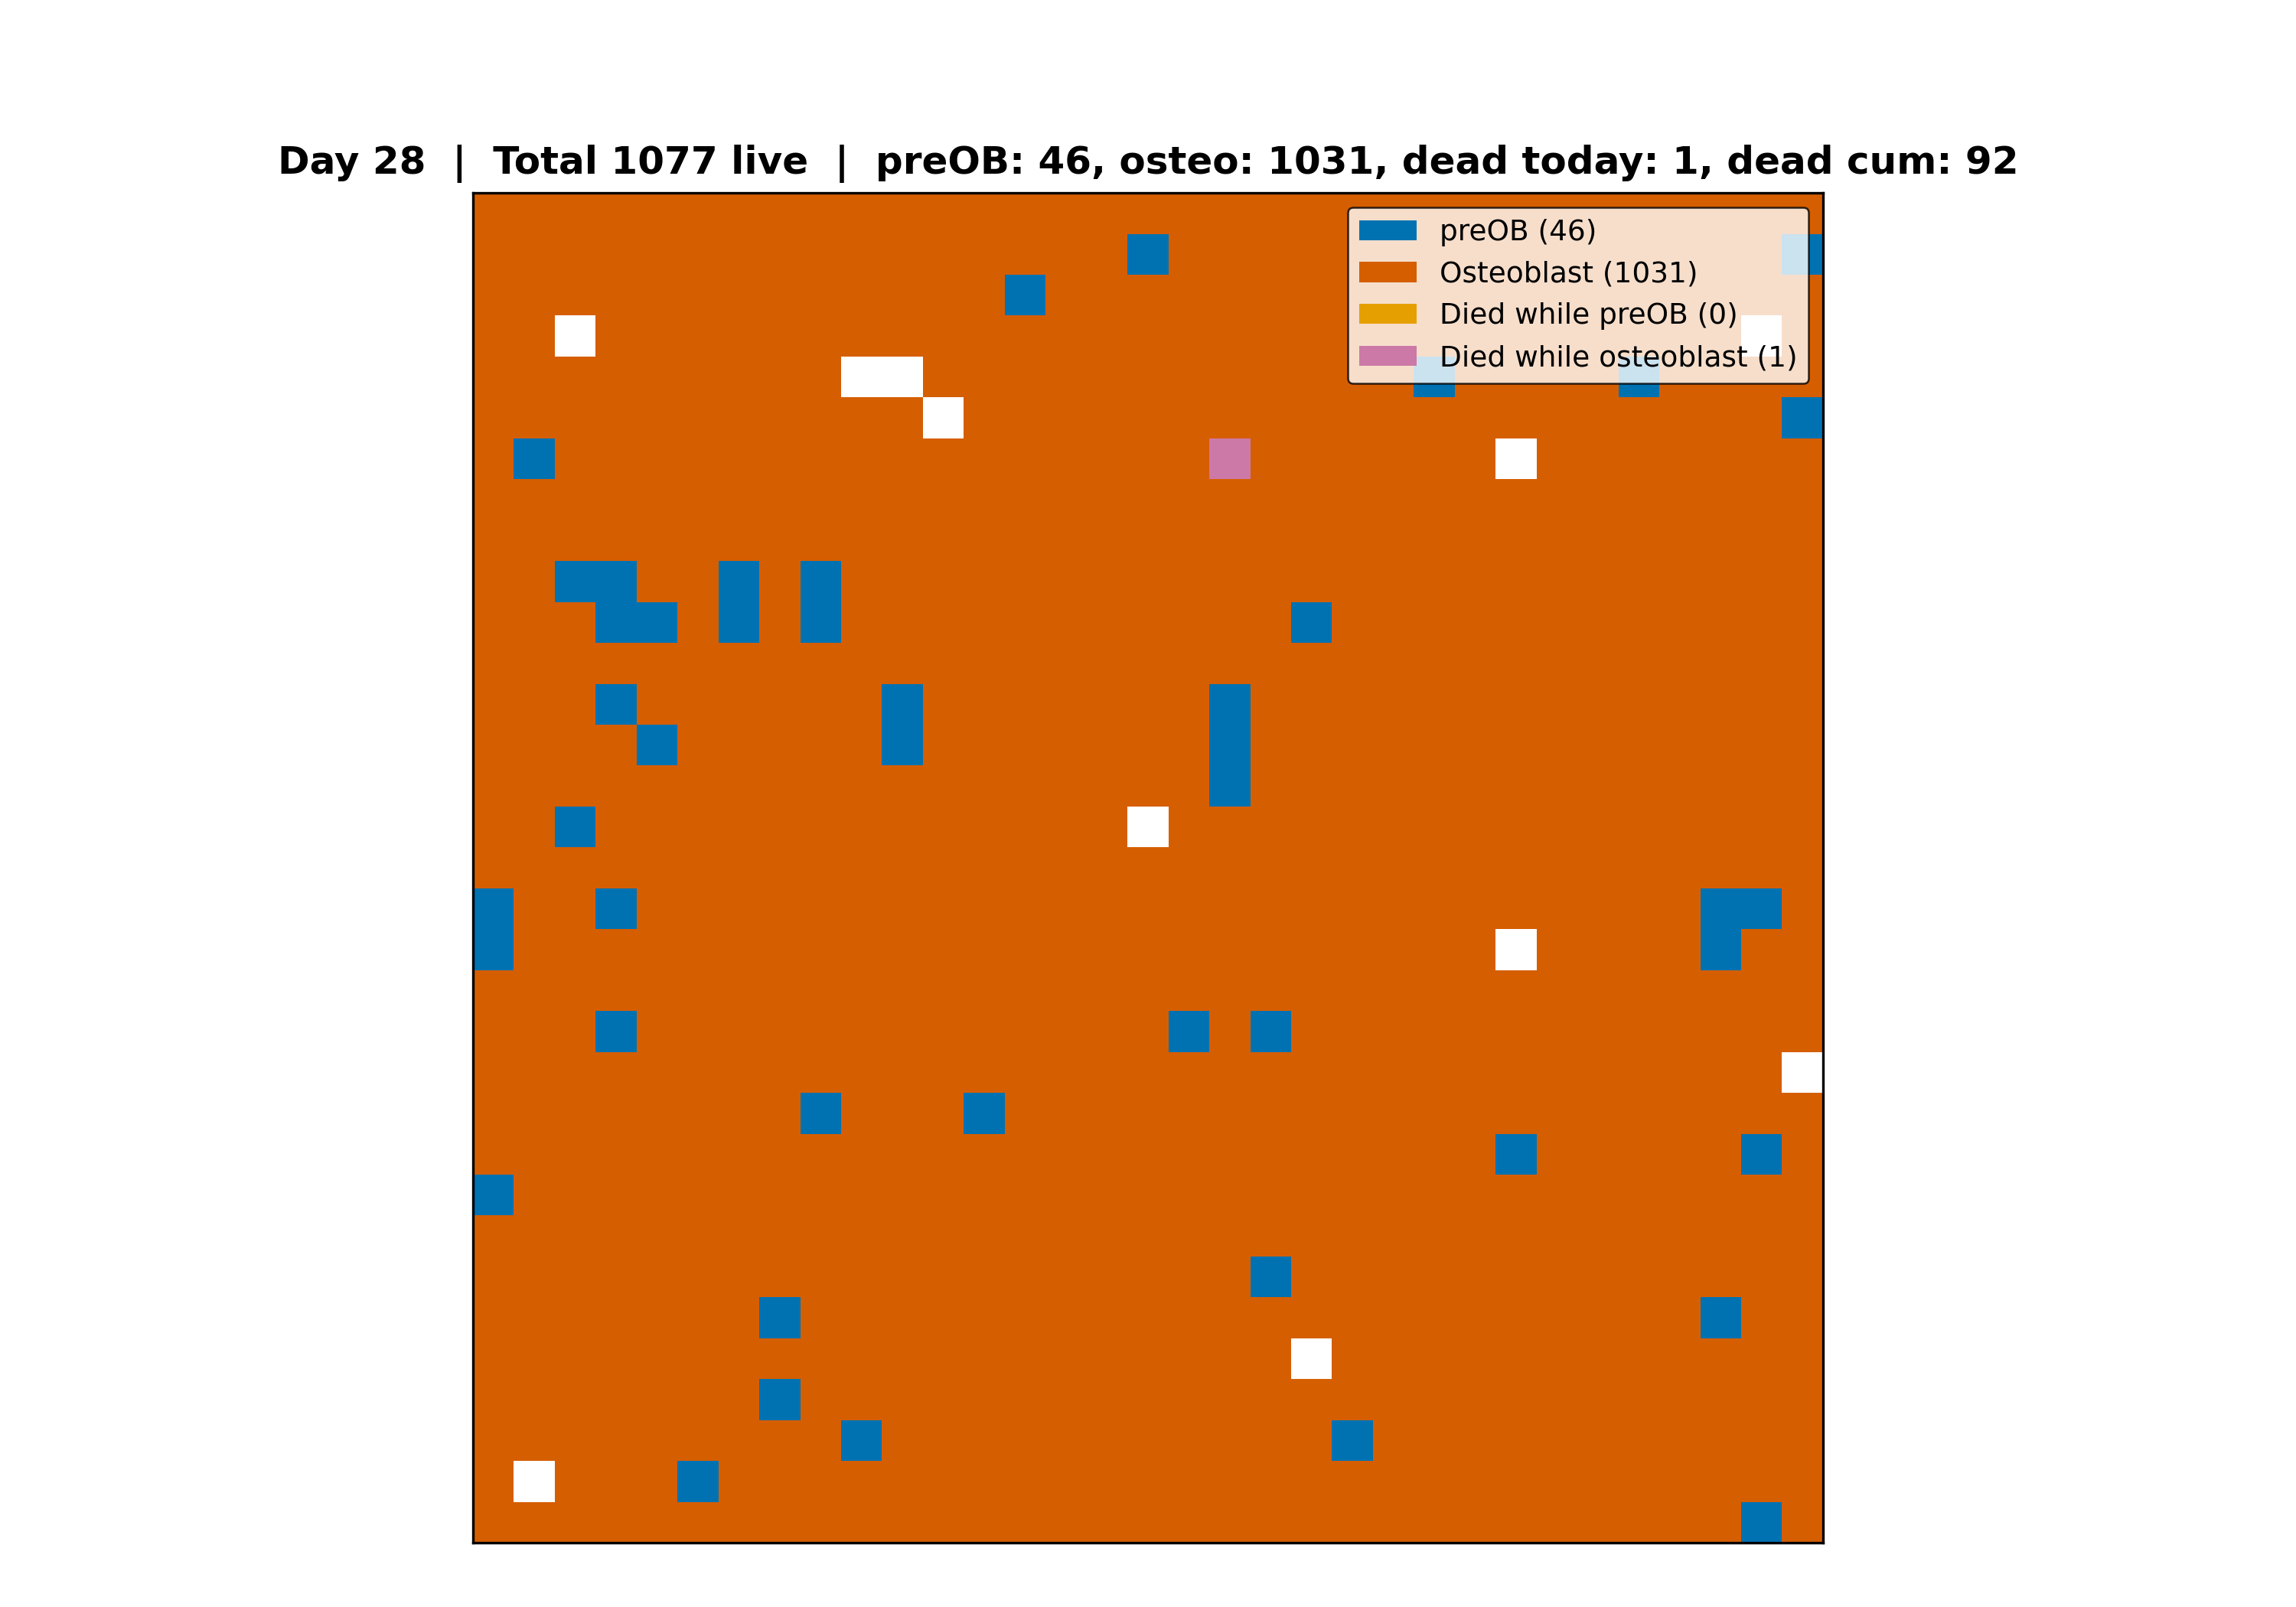 Day 28 | Total 1077 live | preOB: 46, osteo: 1031, dead today: 1, dead cum: 92
preOB (46)
Osteoblast (1031)
Died while preOB (0)
Died while osteoblast (1)